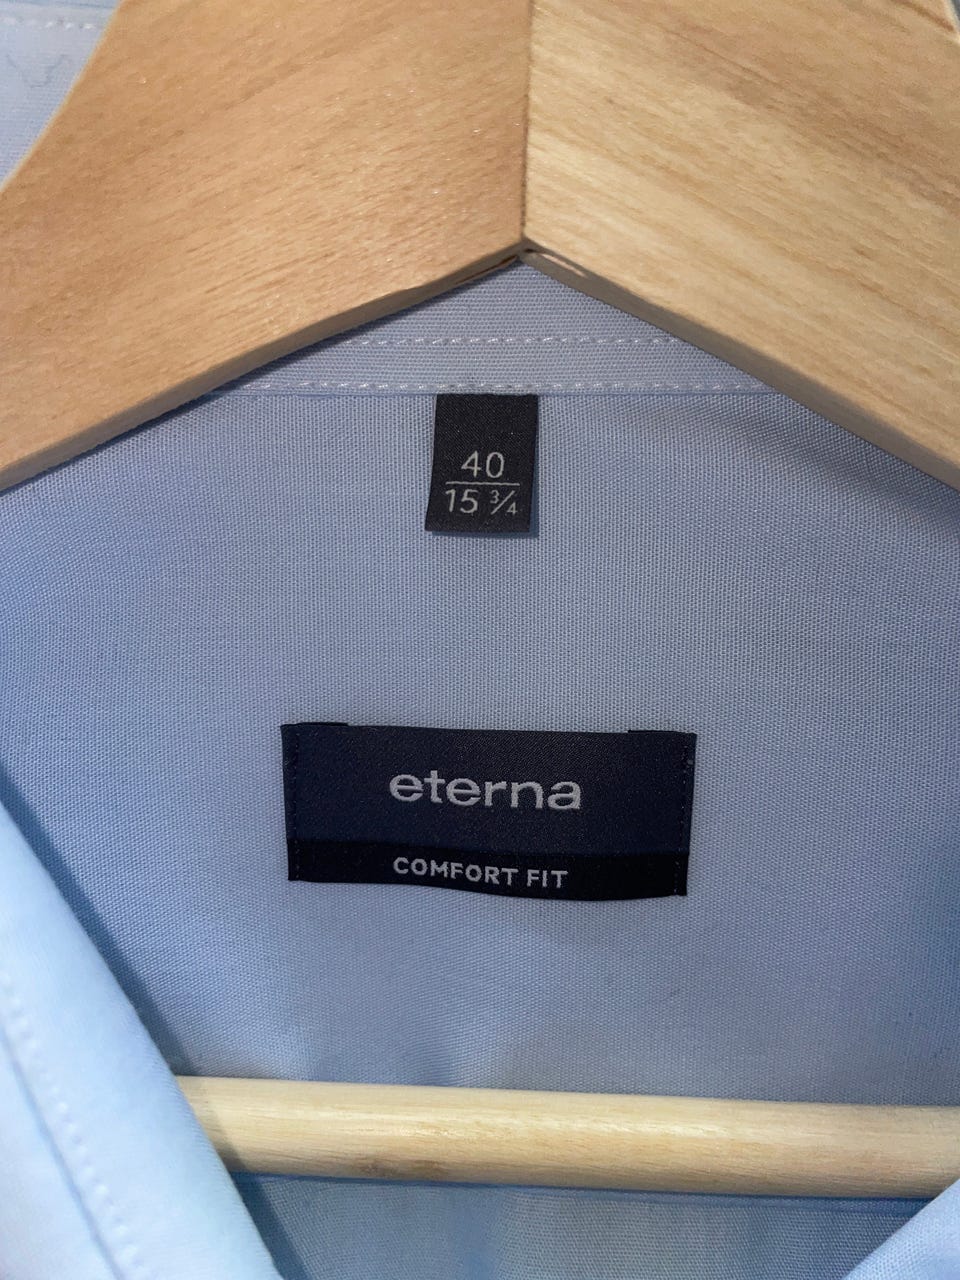 40
15 ¾
eterna
COMFORT FIT